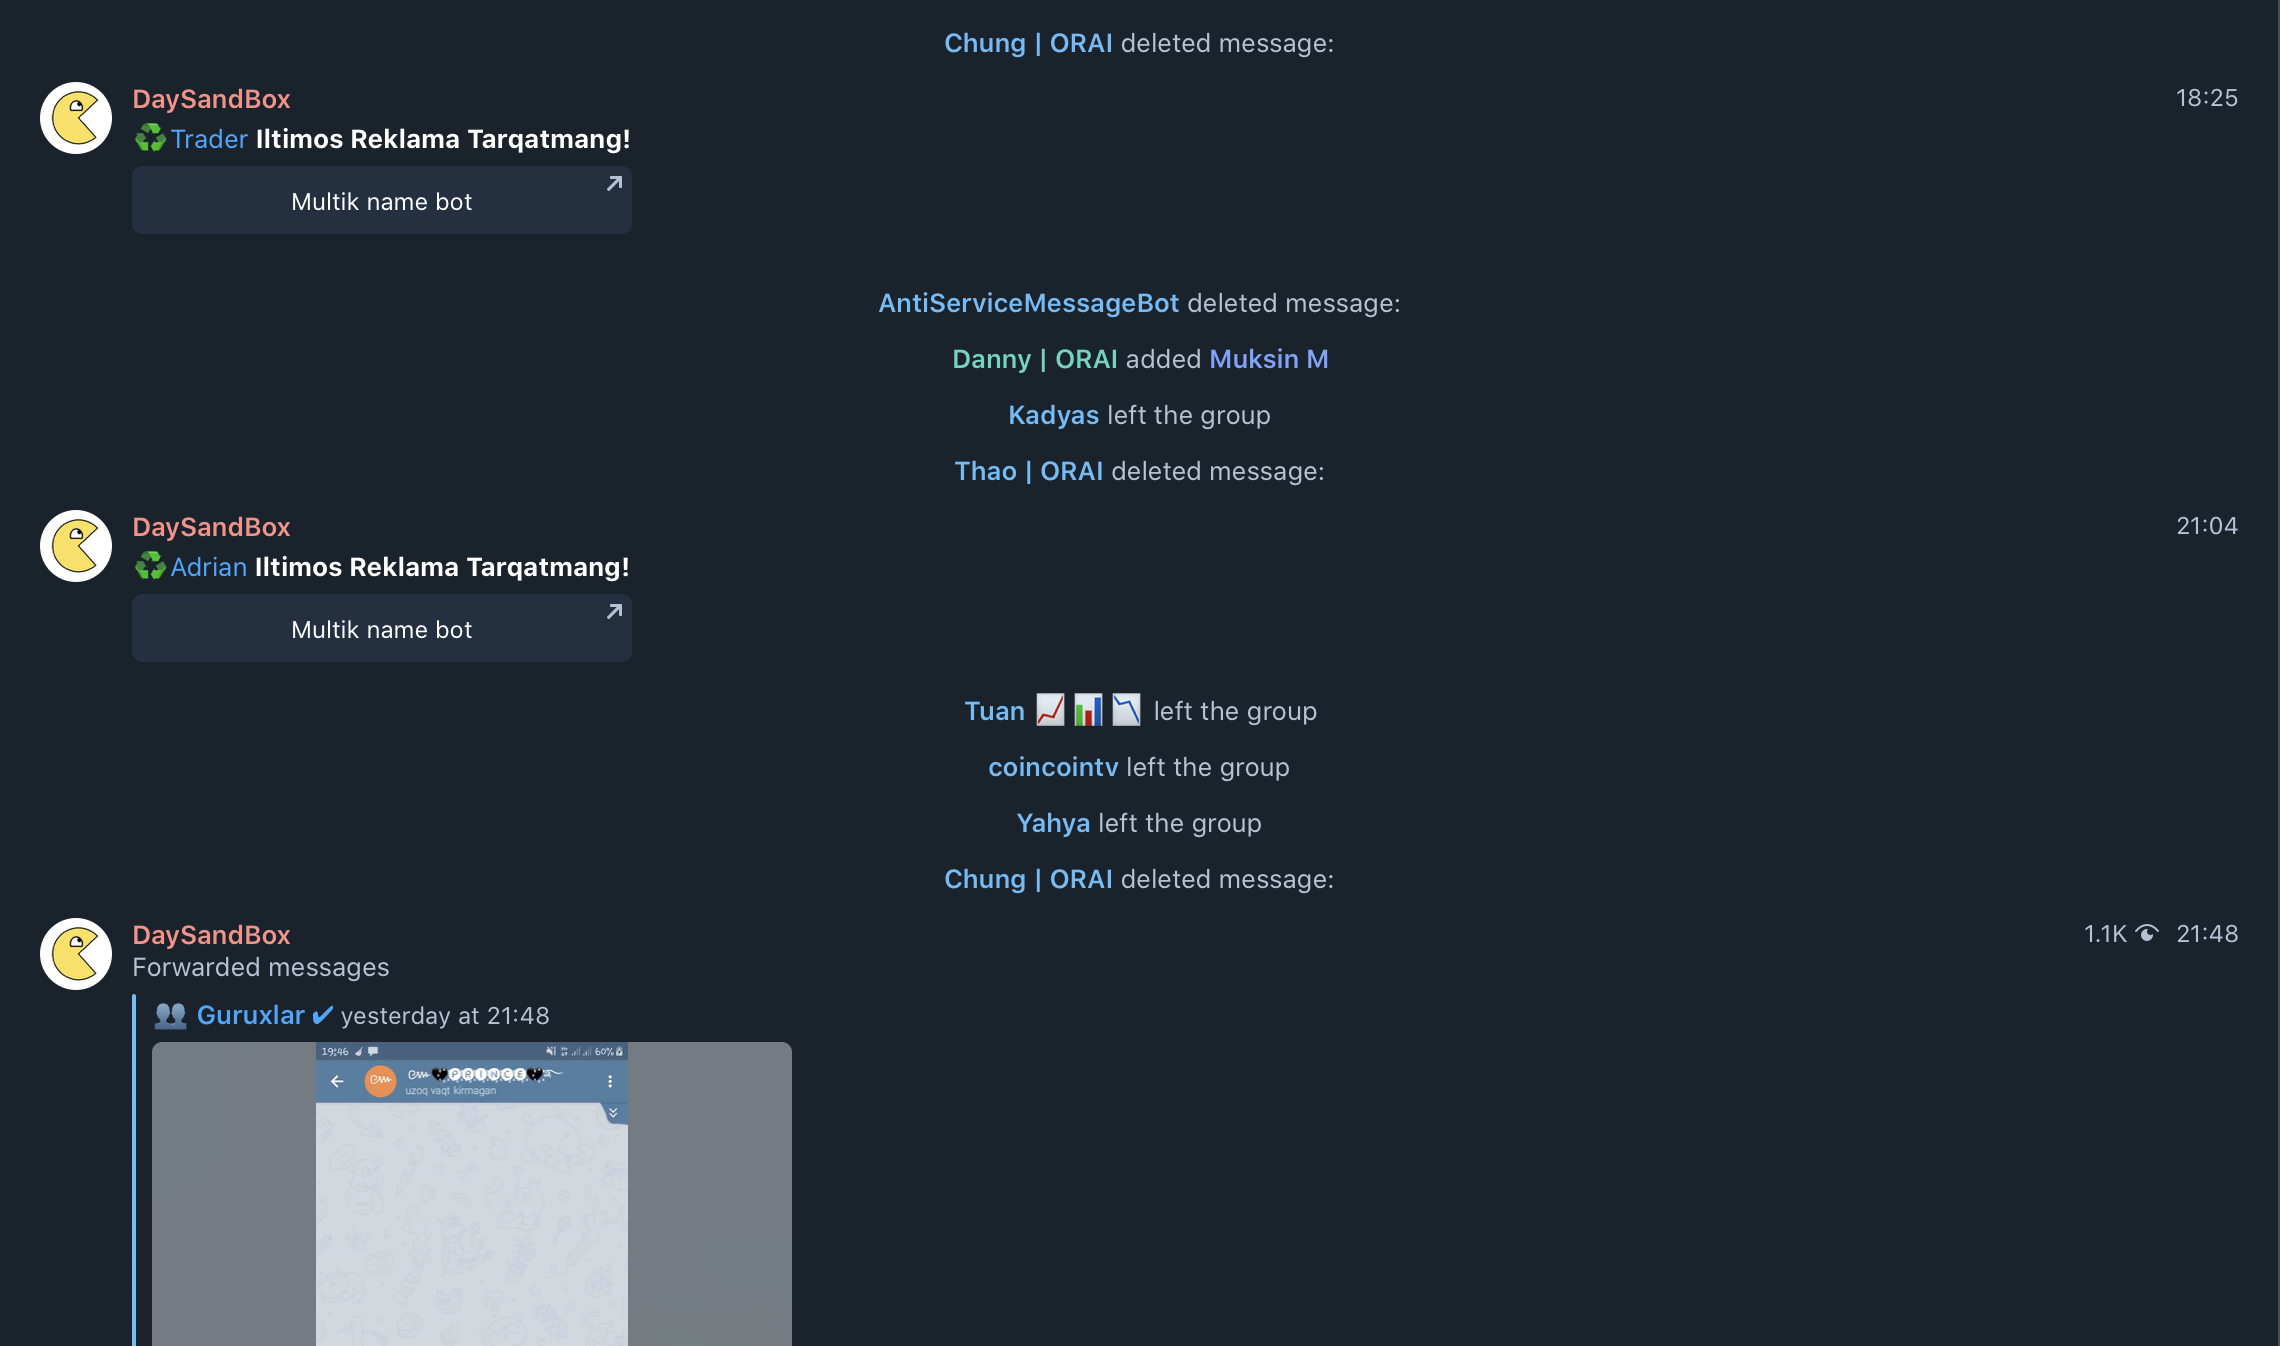 Chung | ORAI deleted message:
DaySandBox 18:25
♻️Trader Iltimos Reklama Tarqatmang!
Multik name bot
AntiServiceMessageBot deleted message:
Danny | ORAI added Muksin M
Kadyas left the group
Thao | ORAI deleted message:
DaySandBox 21:04
♻️Adrian Iltimos Reklama Tarqatmang!
Multik name bot
Tuan 📈📊📉 left the group
coincointv left the group
Yahya left the group
Chung | ORAI deleted message:
DaySandBox 1.1K 21:48
Forwarded messages
👥 Guruxlar ✔ yesterday at 21:48
19:46 60%
🅟🅡🅘🅝🅒🅔
uzoq vaqt kirmagan